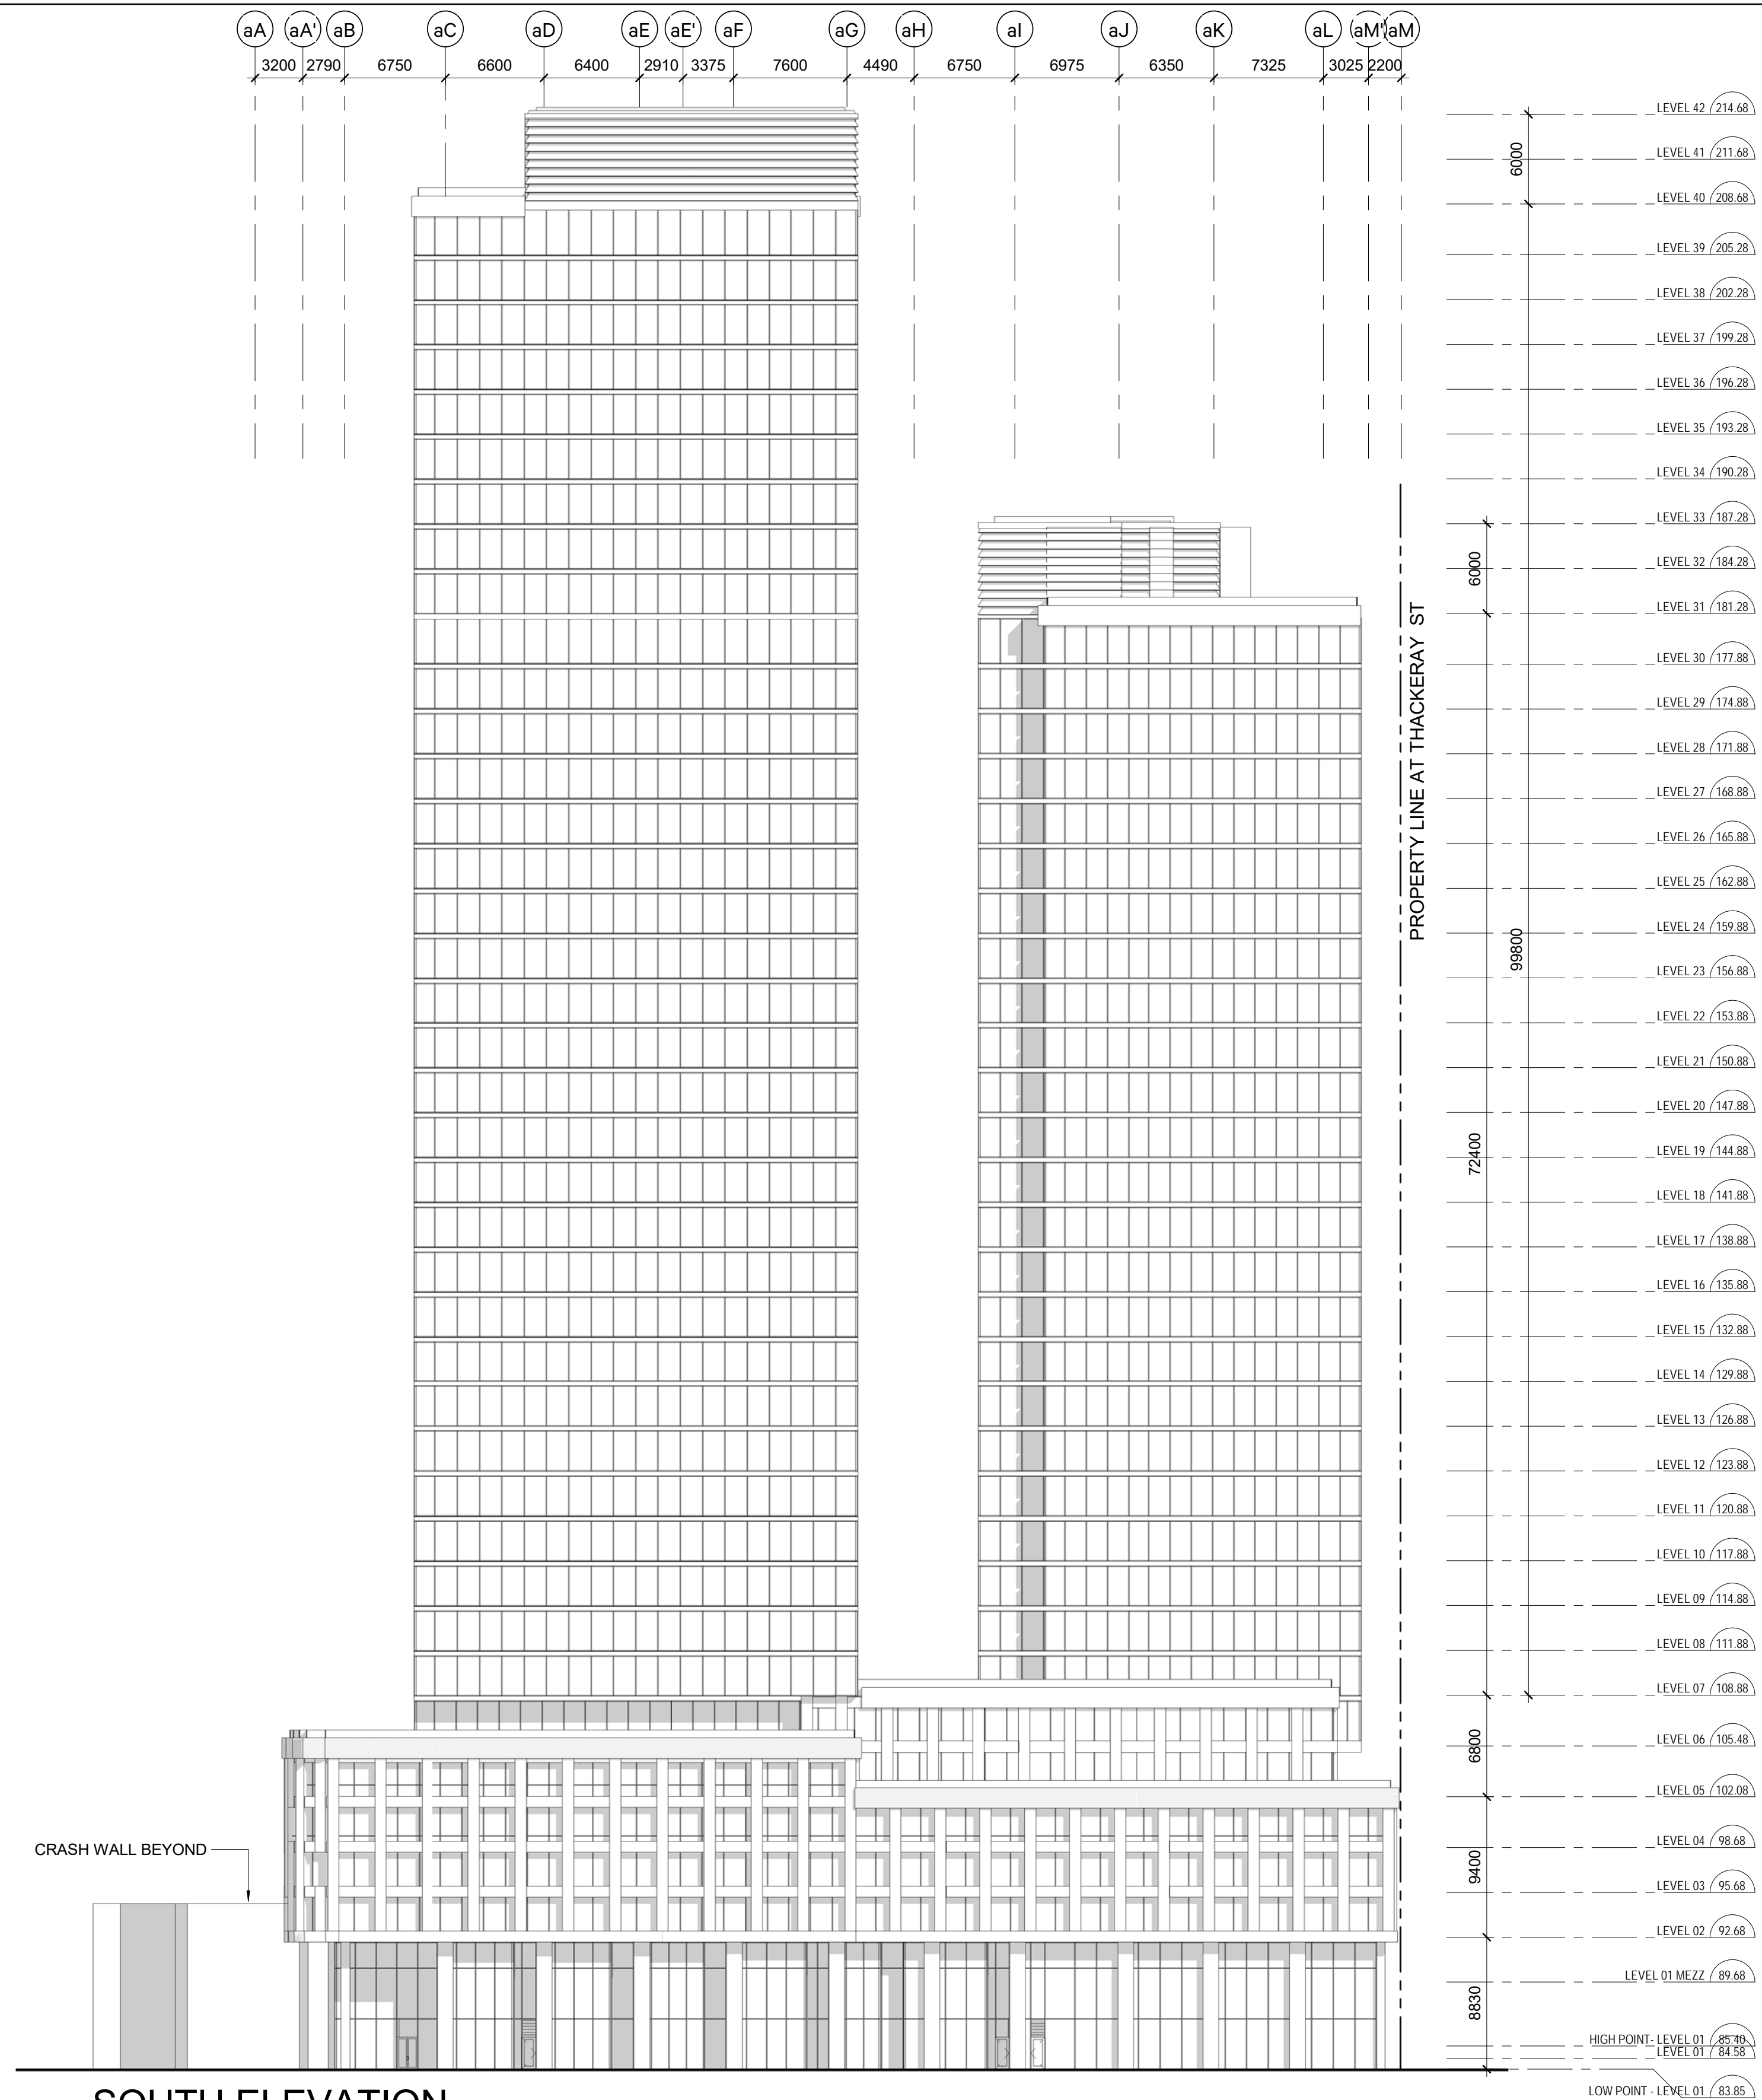 aA aA' aB aC aD aE aE' aF aG aH aI aJ aK aL aM' aM
3200 2790 6750 6600 6400 2910 3375 7600 4490 6750 6975 6350 7325 3025 2200
LEVEL 42 214.68
6000
LEVEL 41 211.68
LEVEL 40 208.68
LEVEL 39 205.28
LEVEL 38 202.28
LEVEL 37 199.28
LEVEL 36 196.28
LEVEL 35 193.28
LEVEL 34 190.28
LEVEL 33 187.28
6000
LEVEL 32 184.28
LEVEL 31 181.28
PROPERTY LINE AT THACKERAY ST
LEVEL 30 177.88
LEVEL 29 174.88
LEVEL 28 171.88
LEVEL 27 168.88
LEVEL 26 165.88
LEVEL 25 162.88
LEVEL 24 159.88
99800
LEVEL 23 156.88
LEVEL 22 153.88
LEVEL 21 150.88
LEVEL 20 147.88
72400
LEVEL 19 144.88
LEVEL 18 141.88
LEVEL 17 138.88
LEVEL 16 135.88
LEVEL 15 132.88
LEVEL 14 129.88
LEVEL 13 126.88
LEVEL 12 123.88
LEVEL 11 120.88
LEVEL 10 117.88
LEVEL 09 114.88
LEVEL 08 111.88
LEVEL 07 108.88
6800
LEVEL 06 105.48
LEVEL 05 102.08
CRASH WALL BEYOND
LEVEL 04 98.68
9400
LEVEL 03 95.68
LEVEL 02 92.68
LEVEL 01 MEZZ 89.68
8830
HIGH POINT- LEVEL 01 85.40
LEVEL 01 84.58
LOW POINT - LEVEL 01 83.85
SOUTH ELEVATION